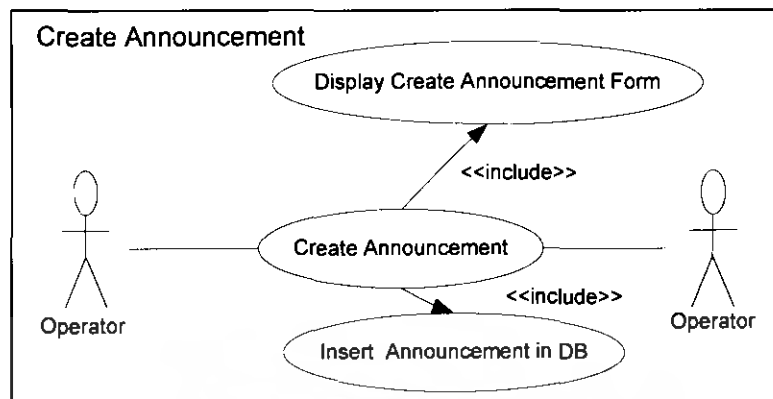 Create Announcement
Display Create Announcement Form
<<include>>
Create Announcement
<<include>>
Operator
Operator
Insert Announcement in DB